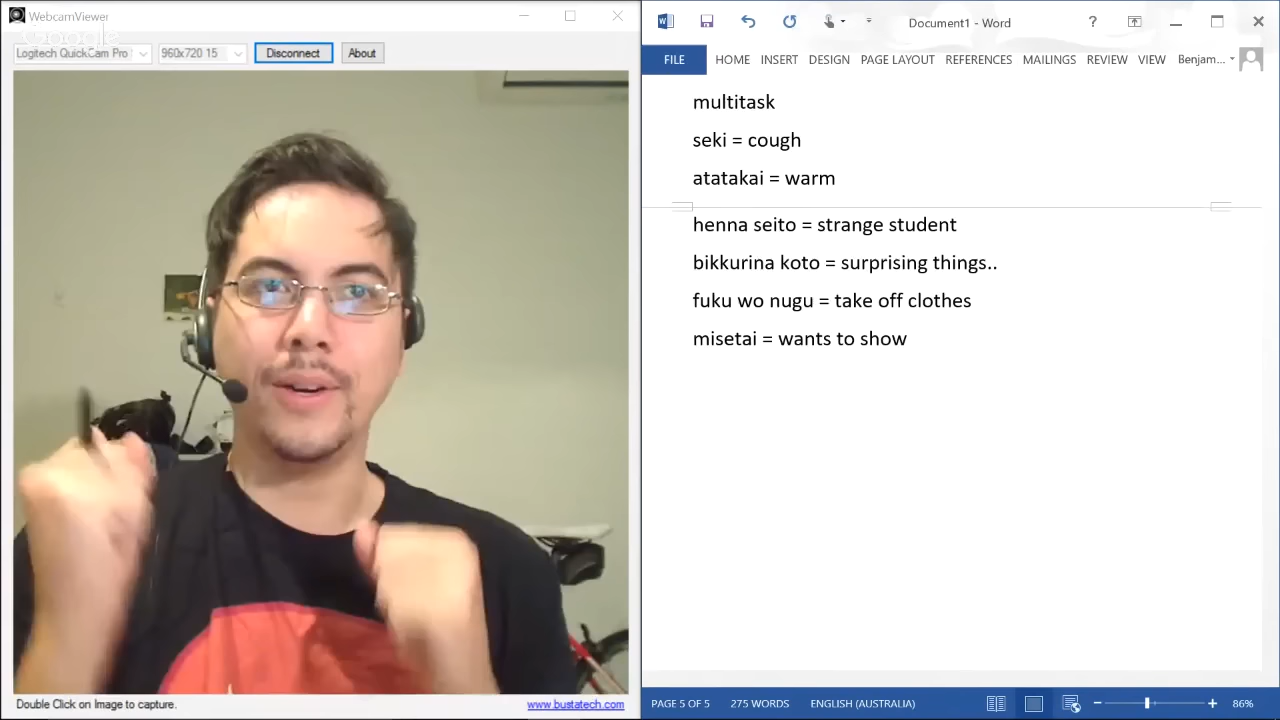 WebcamViewer
Google
Logitech QuickCam Pro
960x720 15
Disconnect
About
Double Click on Image to capture.
www.bustatech.com
Document1 - Word
?
FILE
HOME
INSERT
DESIGN
PAGE LAYOUT
REFERENCES
MAILINGS
REVIEW
VIEW
Benjam...
multitask
seki = cough
atatakai = warm
henna seito = strange student
bikkurina koto = surprising things..
fuku wo nugu = take off clothes
misetai = wants to show
PAGE 5 OF 5
275 WORDS
ENGLISH (AUSTRALIA)
86%